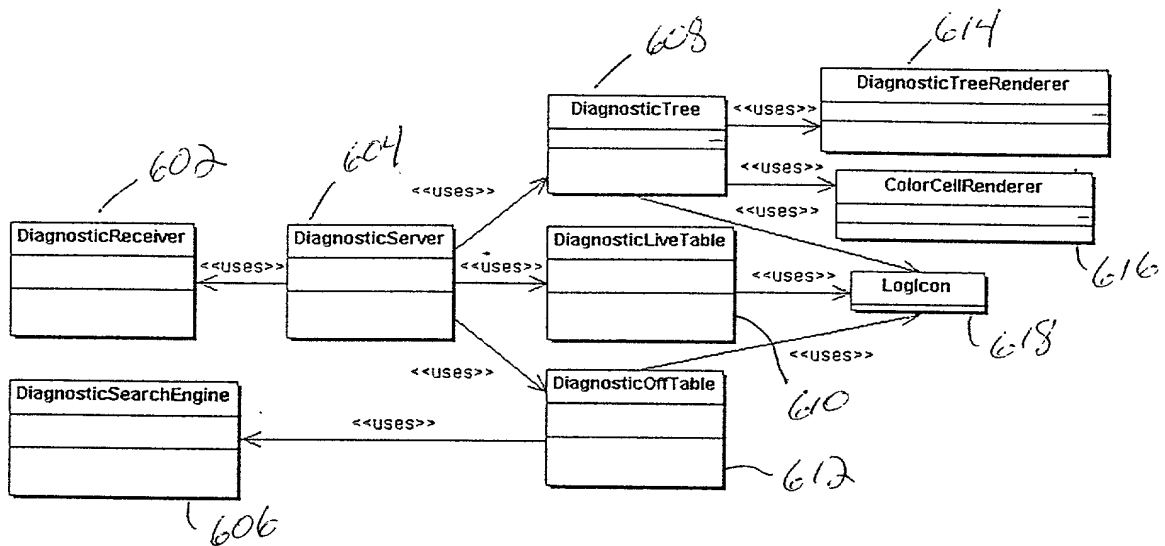 608
614
DiagnosticTree
<<uses>>
DiagnosticTreeRenderer
602
604
<<uses>>
<<uses>>
ColorCellRenderer
<<uses>>
DiagnosticReceiver
<<uses>>
DiagnosticServer
<<uses>>
DiagnosticLiveTable
<<uses>>
LogIcon
616
618
<<uses>>
<<uses>>
DiagnosticOffTable
610
DiagnosticSearchEngine
<<uses>>
612
606